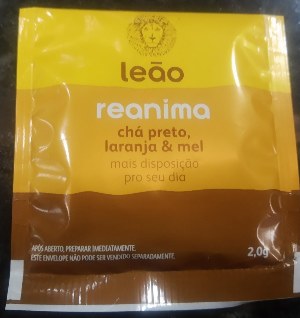 leão
reanima
chá preto,
laranja & mel
mais disposição
pro seu dia
APÓS ABERTO, PREPARAR IMEDIATAMENTE.
ESTE ENVELOPE NÃO PODE SER VENDIDO SEPARADAMENTE.
2,0g